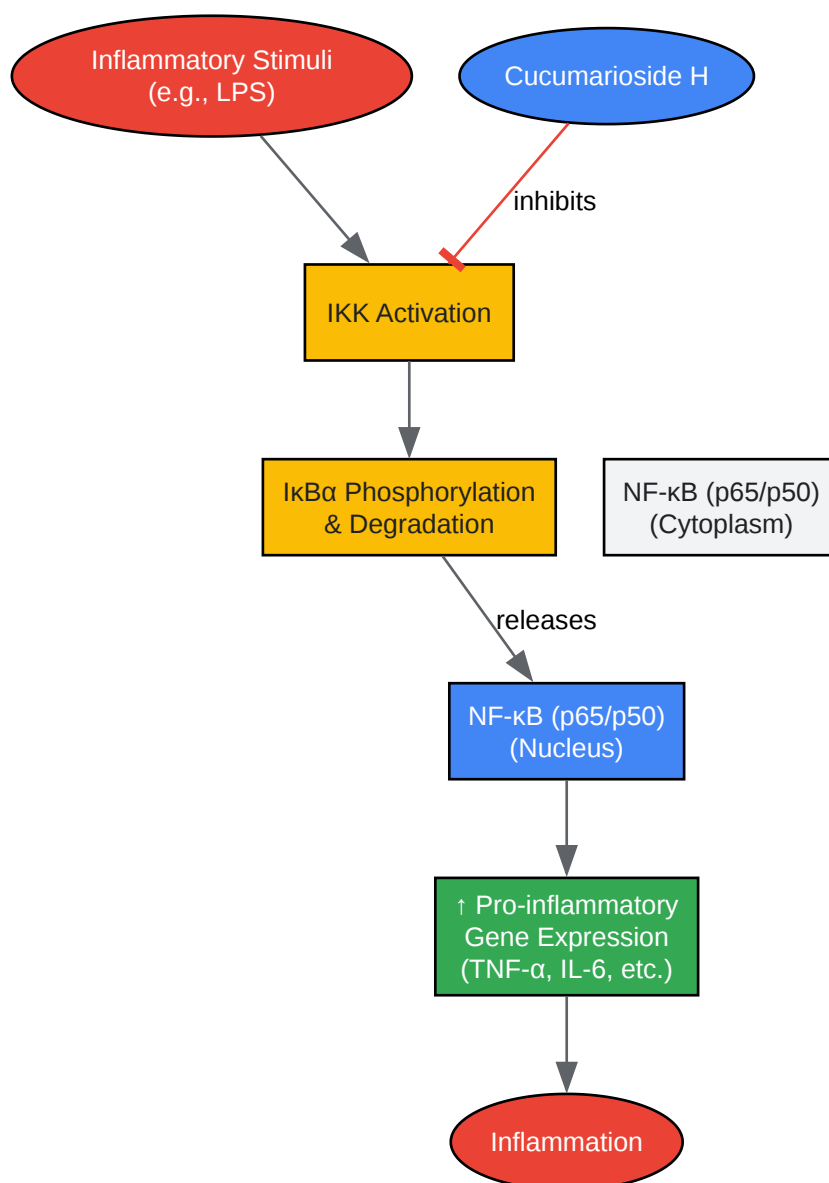 Inflammatory Stimuli
(e.g., LPS)
Cucumarioside H
inhibits
IKK Activation
IκBα Phosphorylation
& Degradation
NF-κB (p65/p50)
(Cytoplasm)
releases
NF-κB (p65/p50)
(Nucleus)
↑ Pro-inflammatory
Gene Expression
(TNF-α, IL-6, etc.)
Inflammation